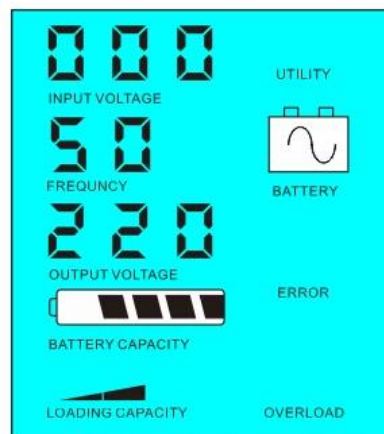 000
UTILITY
INPUT VOLTAGE
50
FREQUNCY
BATTERY
220
OUTPUT VOLTAGE
ERROR
BATTERY CAPACITY
LOADING CAPACITY
OVERLOAD